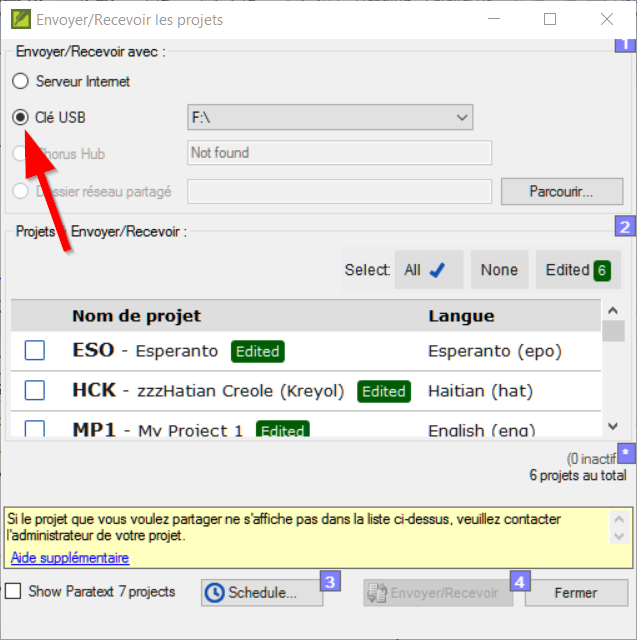 Envoyer/Recevoir les projets
Envoyer/Recevoir avec :
1
Serveur Internet
Clé USB
F:\
Chorus Hub
Not found
Dossier réseau partagé
Parcourir...
Projets à Envoyer/Recevoir :
2
Select: All None Edited 6
Nom de projet Langue
ESO - Esperanto Edited Esperanto (epo)
HCK - zzzHatian Creole (Kreyol) Edited Haitian (hat)
MP1 - My Project 1 Edited English (eng)
(0 inactif
*
6 projets au total
Si le projet que vous voulez partager ne s'affiche pas dans la liste ci-dessus, veuillez contacter
l'administrateur de votre projet.
Aide supplémentaire
Show Paratext 7 projects
Schedule...
3
Envoyer/Recevoir
4
Fermer